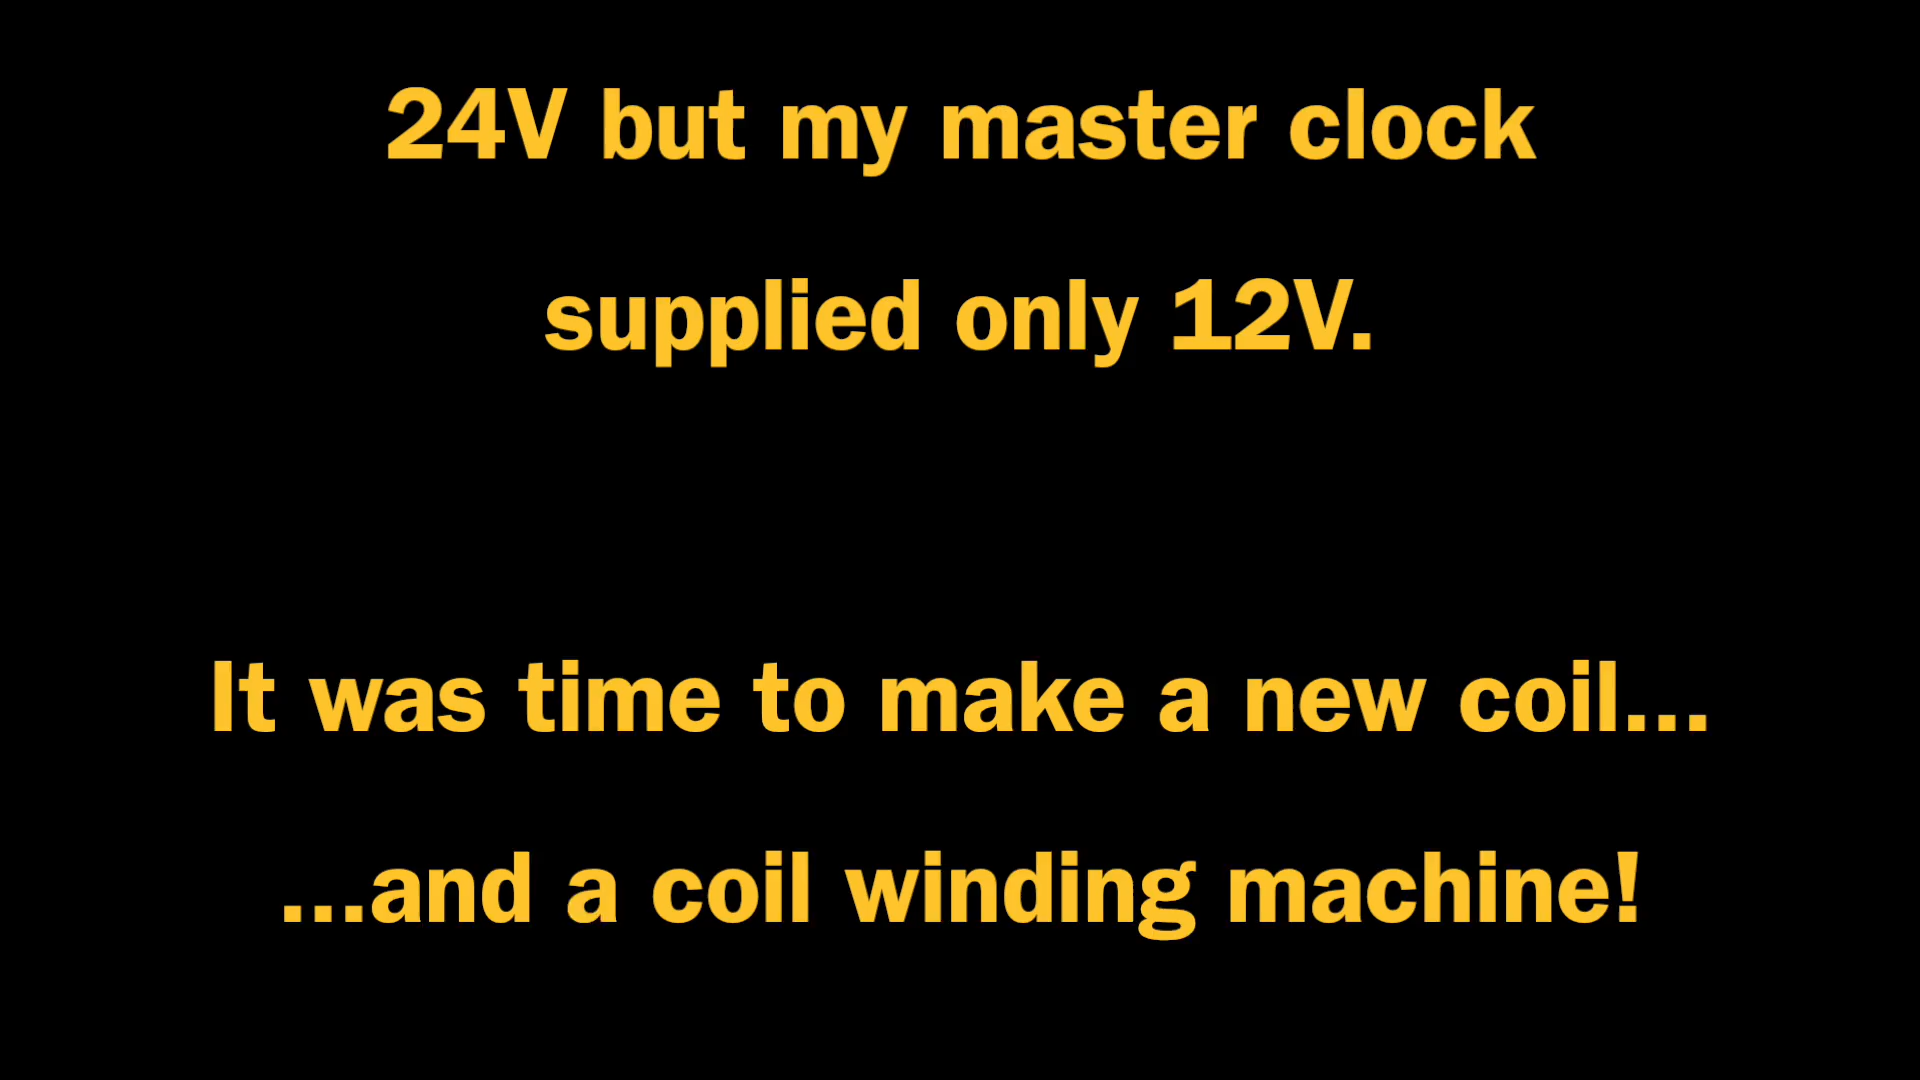 24V but my master clock
supplied only 12V.
It was time to make a new coil...
...and a coil winding machine!